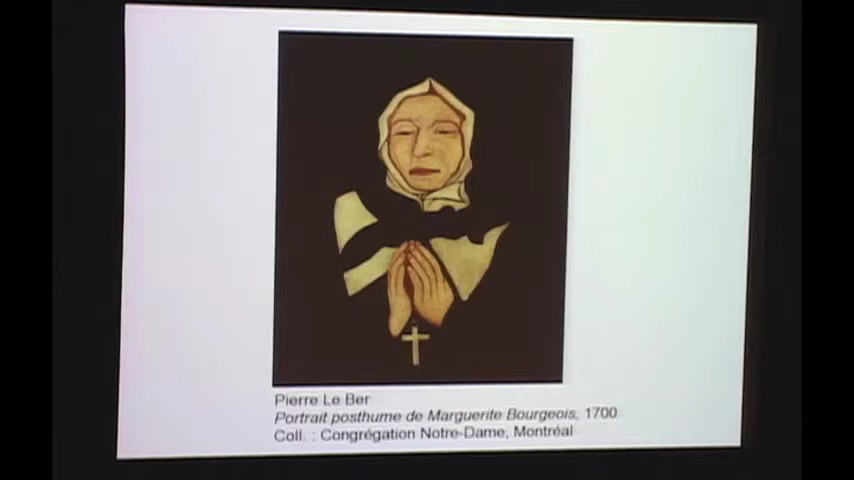 Pierre Le Ber
Portrait posthume de Marguerite Bourgeois, 1700
Coll. : Congrégation Notre-Dame, Montréal